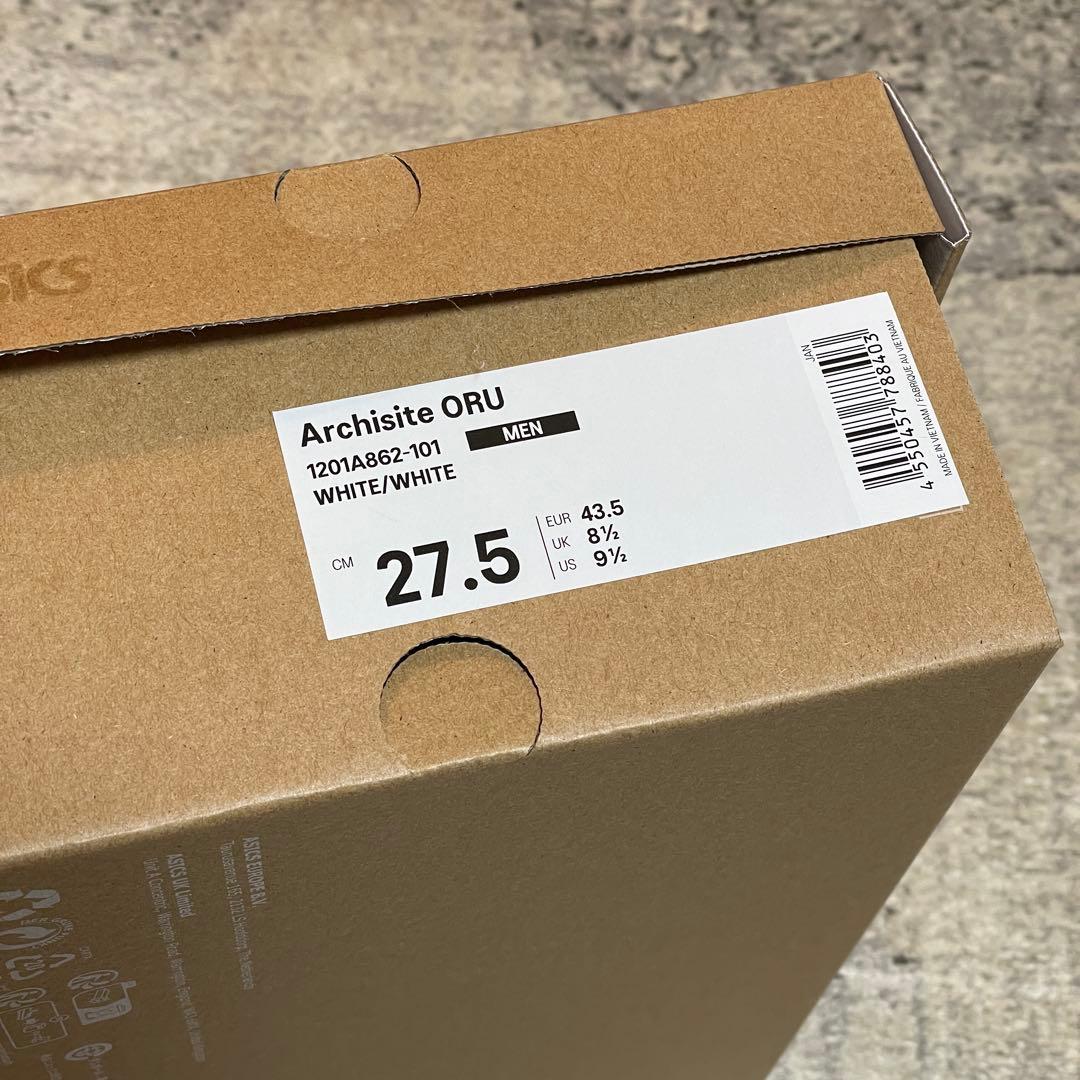 asics
Archisite ORU
MEN
1201A862-101
WHITE/WHITE
CM 27.5
EUR 43.5
UK 8½
US 9½
JAN
4 550457 788403
MADE IN VIETNAM / FABRIQUE AU VIETNAM
ASICS EUROPE B.V.
ASICS UK Limited